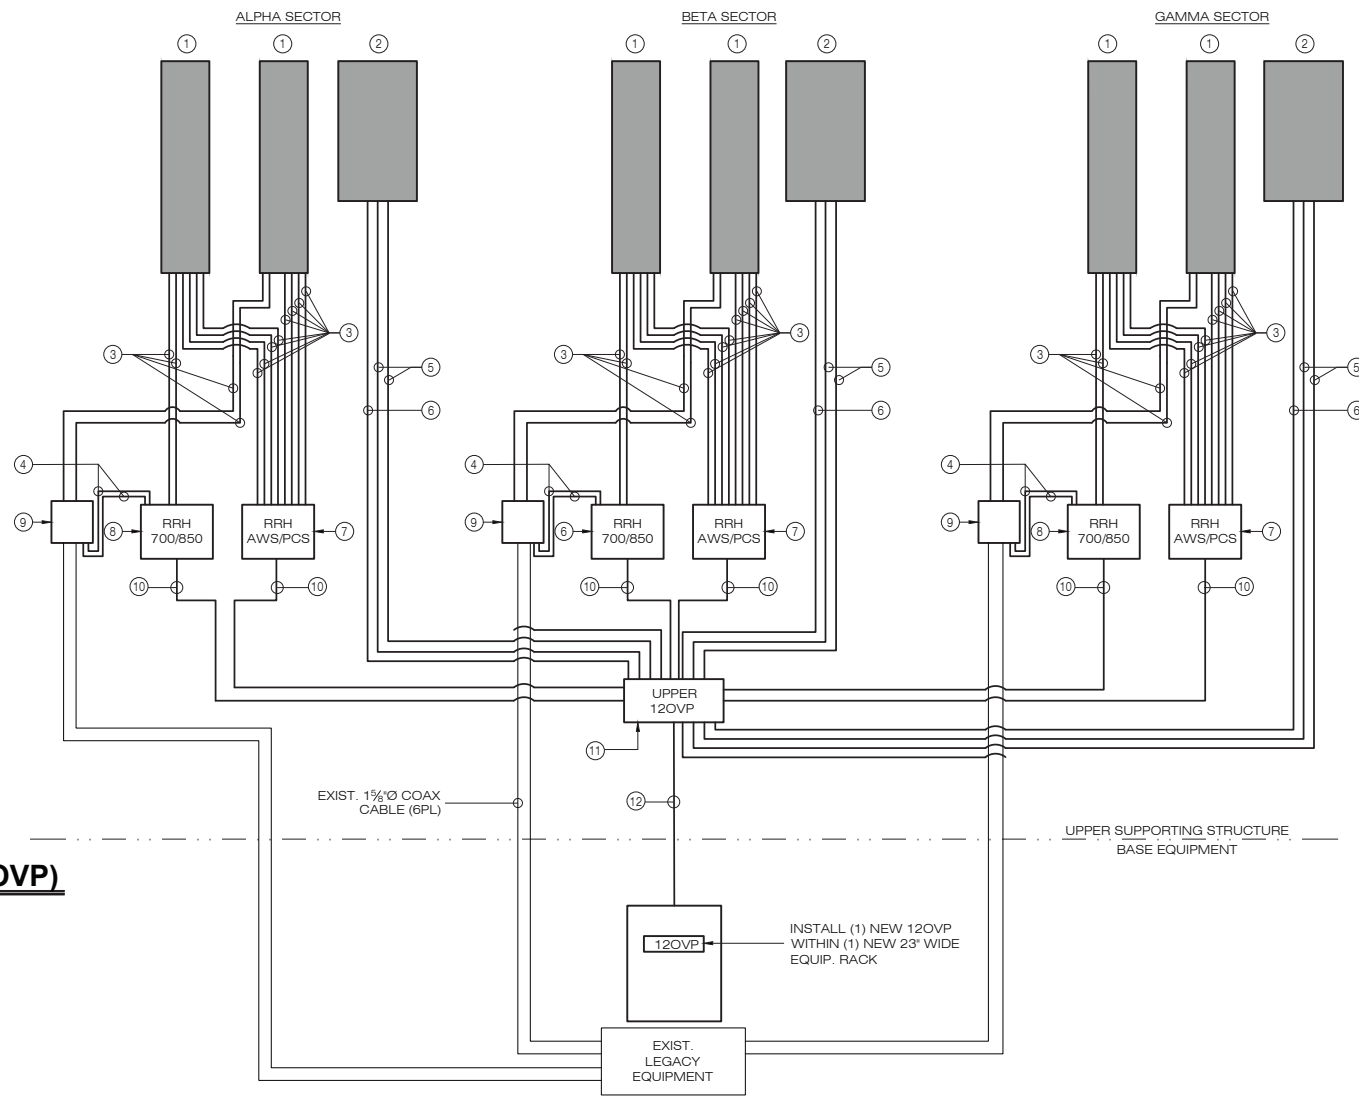 ALPHA SECTOR
BETA SECTOR
GAMMA SECTOR
1 1 2
1 1 2
1 1 2
3 3
3 3
3 3
5
5
5
6
6
6
4
4
4
9
9
9
8
6
8
7
7
7
RRH
700/850
RRH
AWS/PCS
RRH
700/850
RRH
AWS/PCS
RRH
700/850
RRH
AWS/PCS
10 10
10 10
10 10
UPPER
12OVP
11
12
EXIST. 1⅝"Ø COAX
CABLE (6PL)
UPPER SUPPORTING STRUCTURE
BASE EQUIPMENT
OVP)
12OVP
INSTALL (1) NEW 12OVP
WITHIN (1) NEW 23" WIDE
EQUIP. RACK
EXIST.
LEGACY
EQUIPMENT